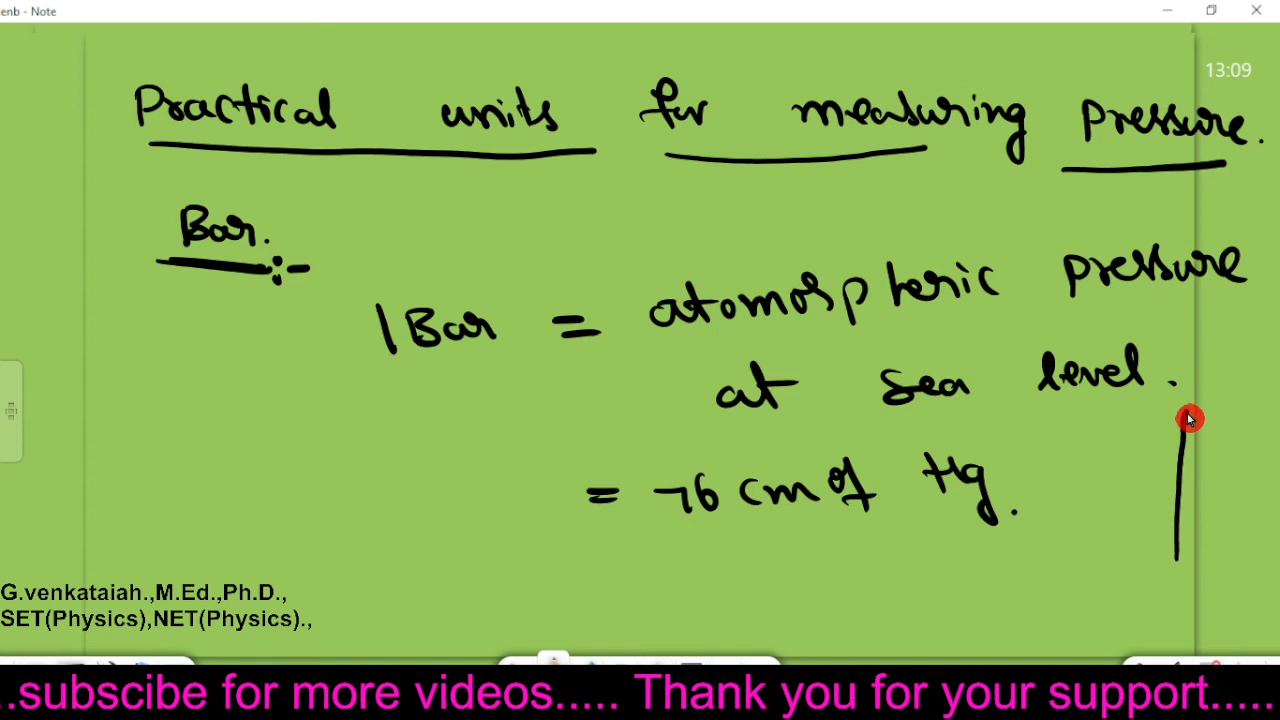 enb - Note
13:09
Practical units for measuring pressure.
Bar. :-
1 Bar = atomospheric pressure
at sea level.
= 76 cm of Hg.
G.venkataiah.,M.Ed.,Ph.D.,
SET(Physics),NET(Physics).,
..subscibe for more videos..... Thank you for your support.....